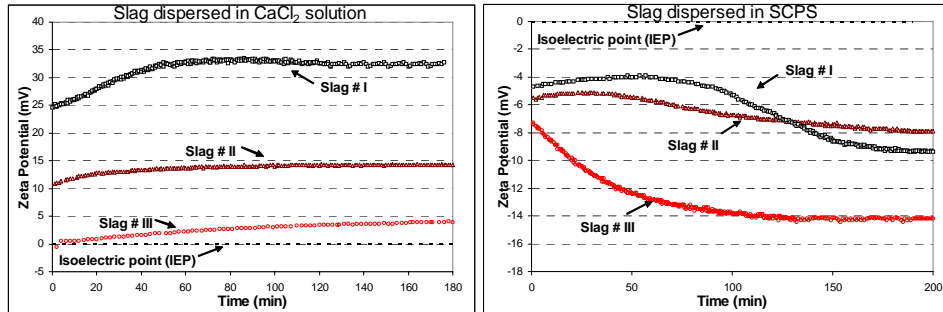 Slag dispersed in CaCl₂ solution
Zeta Potential (mV)
40
35
30
25
20
15
10
5
0
-5
Slag # I
Slag # II
Slag # III
Isoelectric point (IEP)
0 20 40 60 80 100 120 140 160 180
Time (min)
Slag dispersed in SCPS
Zeta Potential (mV)
0
-2
-4
-6
-8
-10
-12
-14
-16
-18
Isoelectric point (IEP)
Slag # I
Slag # II
Slag # III
0 50 100 150 200
Time (min)